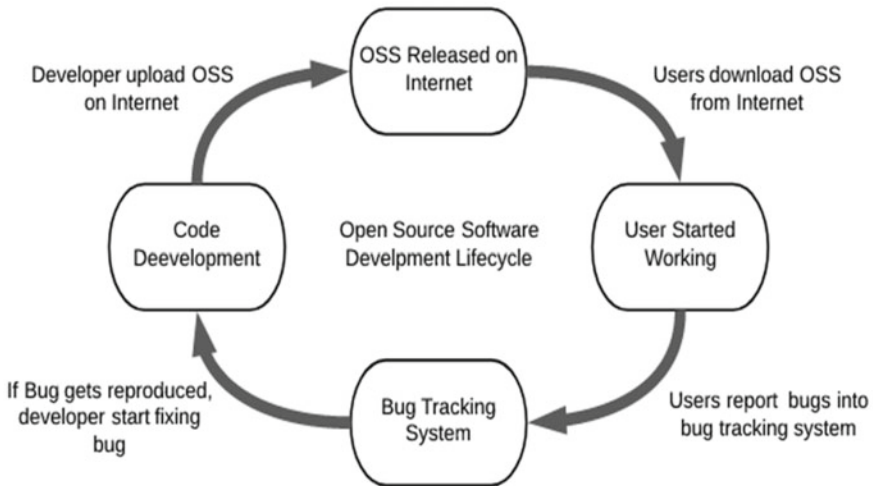 OSS Released on
Internet
Developer upload OSS
on Internet
Users download OSS
from Internet
Code
Deevelopment
Open Source Software
Develpment Lifecycle
User Started
Working
If Bug gets reproduced,
developer start fixing
bug
Bug Tracking
System
Users report bugs into
bug tracking system